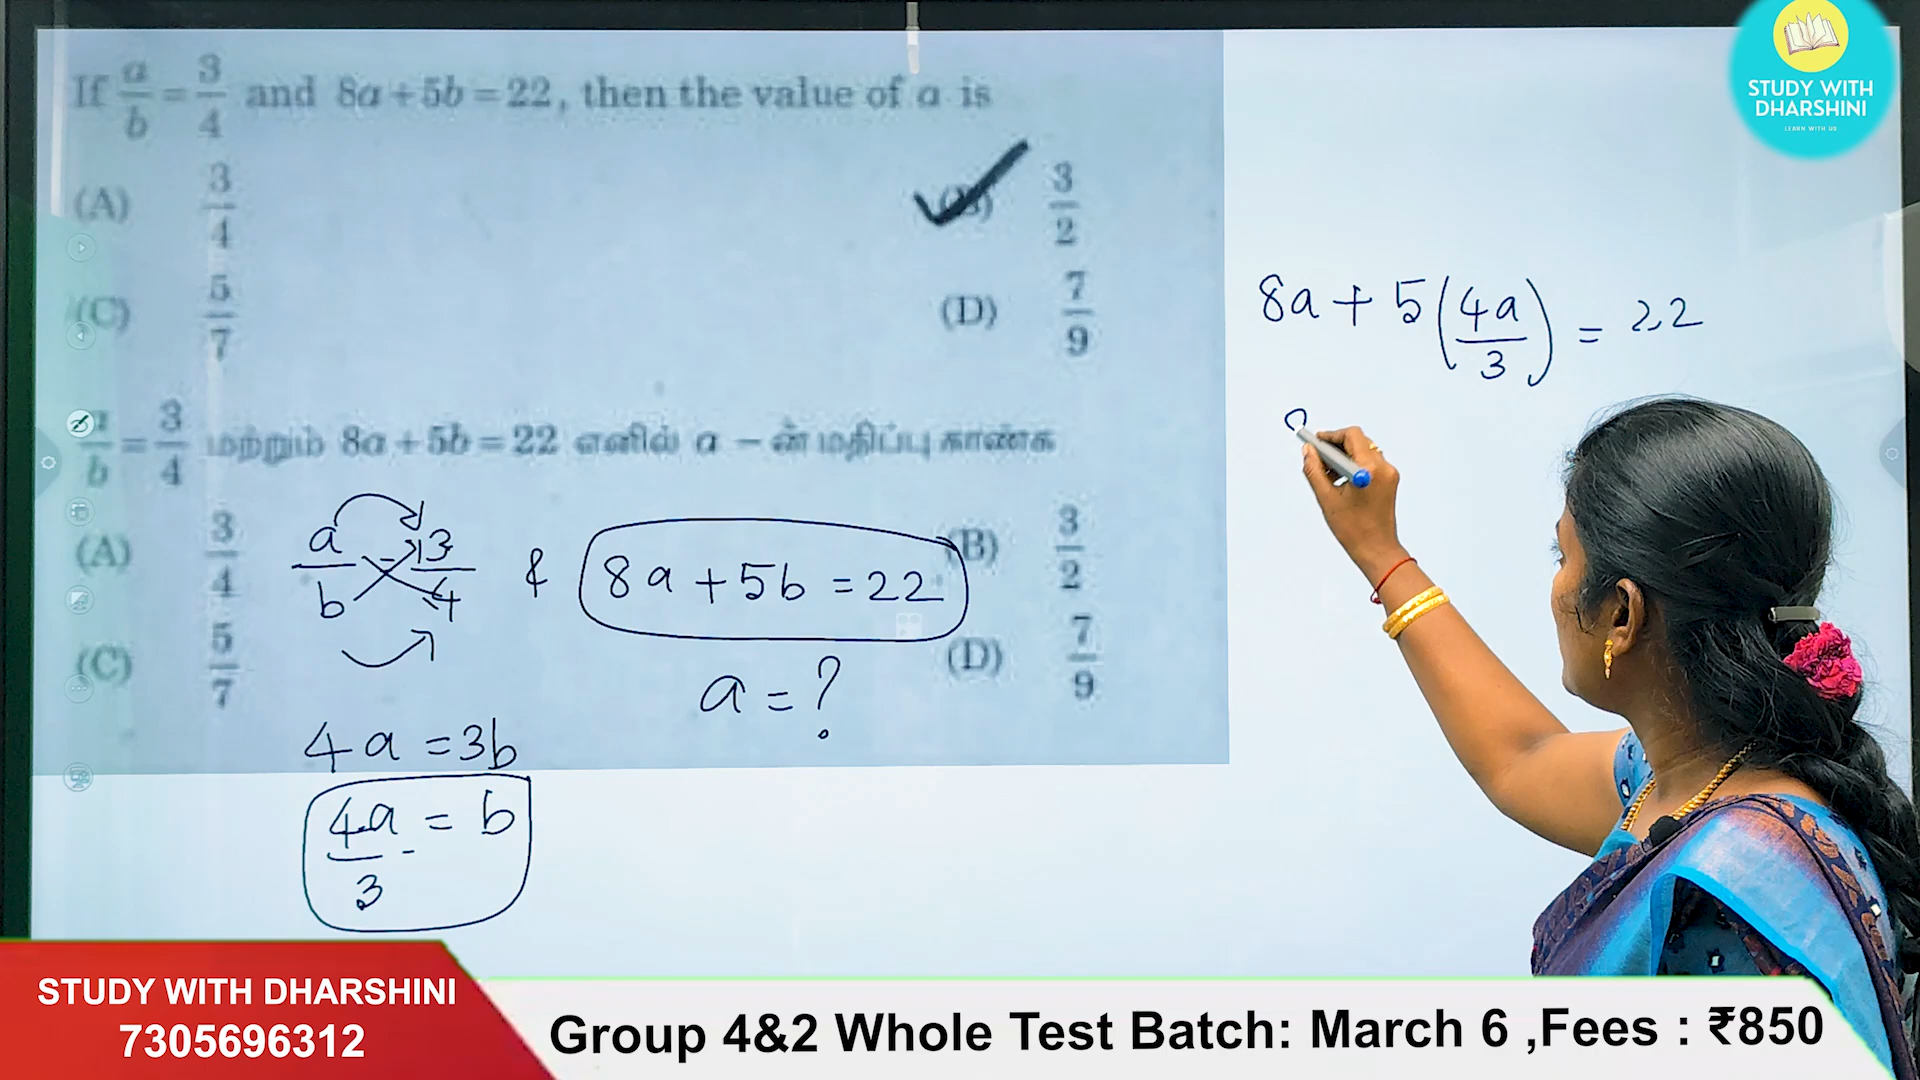 If a/b = 3/4 and 8a + 5b = 22, then the value of a is
(A) 3/4 (B) 3/2
(C) 5/7 (D) 7/9
a/b = 3/4 மற்றும் 8a + 5b = 22 எனில் a – ன் மதிப்பு காண்க
(A) 3/4 (B) 3/2
(C) 5/7 (D) 7/9
a/b = 3/4 & 8a + 5b = 22
a = ?
4a = 3b
4a/3 = b
8a + 5(4a/3) = 22
STUDY WITH
DHARSHINI
LEARN WITH US
STUDY WITH DHARSHINI
7305696312
Group 4&2 Whole Test Batch: March 6 ,Fees : ₹850